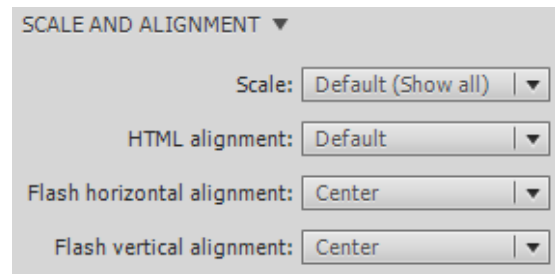 SCALE AND ALIGNMENT
Scale: Default (Show all)
HTML alignment: Default
Flash horizontal alignment: Center
Flash vertical alignment: Center